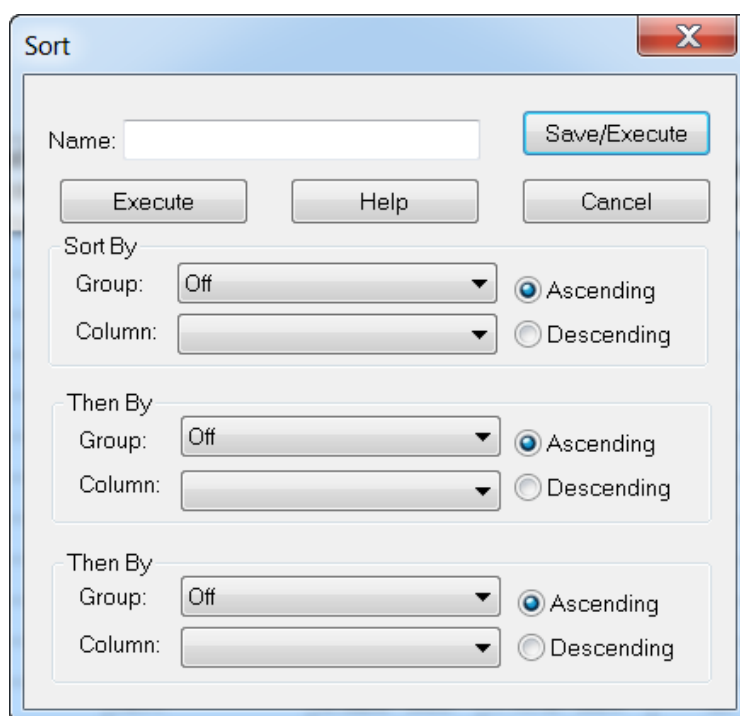 Sort
X
Name:
Save/Execute
Execute Help Cancel
Sort By
Group: Off Ascending
Column: Descending
Then By
Group: Off Ascending
Column: Descending
Then By
Group: Off Ascending
Column: Descending